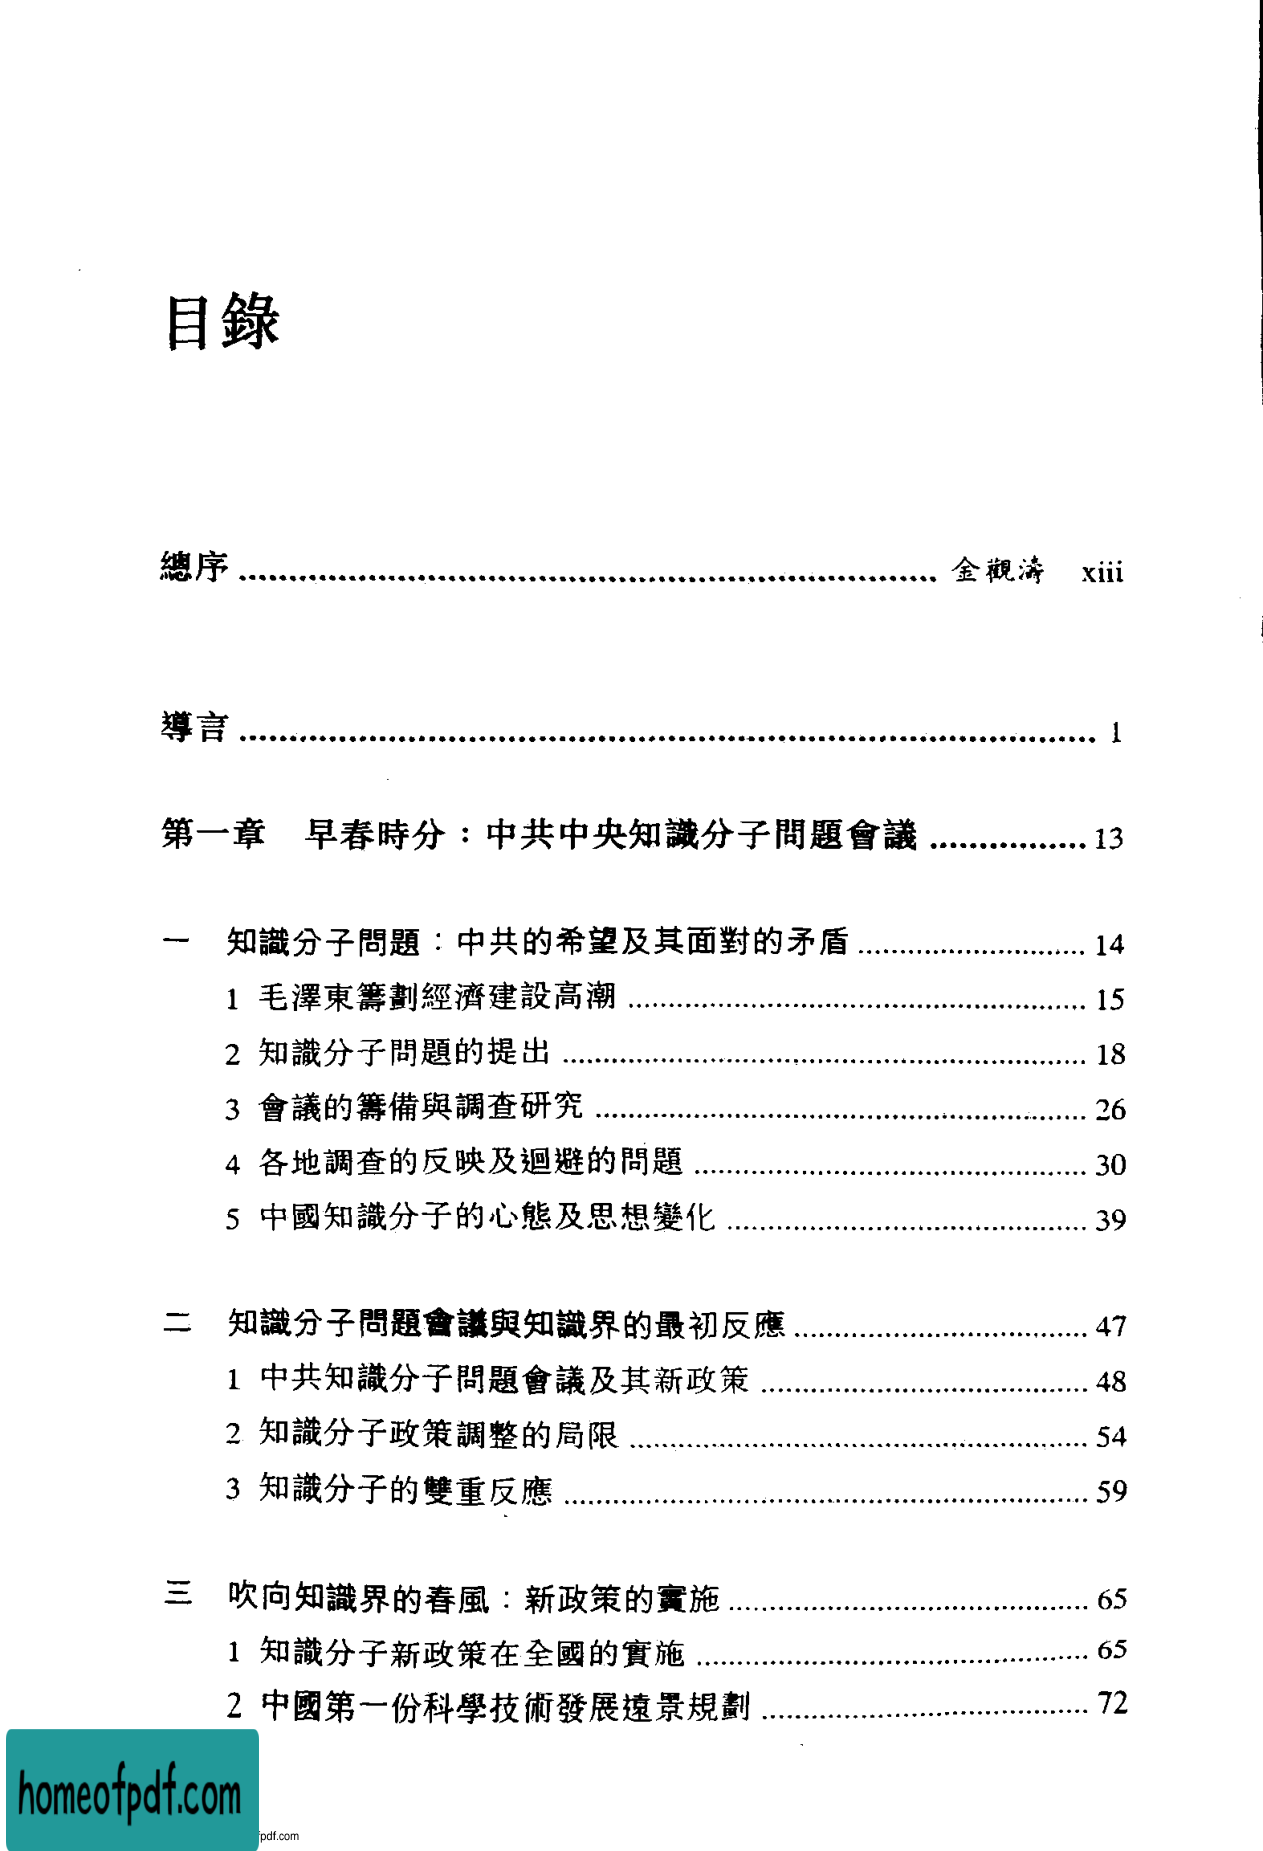 目錄
總序 ........ 金觀濤 xiii
導言 ........ 1
第一章 早春時分：中共中央知識分子問題會議 ........ 13
一 知識分子問題：中共的希望及其面對的矛盾 ........ 14
1 毛澤東籌劃經濟建設高潮 ........ 15
2 知識分子問題的提出 ........ 18
3 會議的籌備與調查研究 ........ 26
4 各地調查的反映及迴避的問題 ........ 30
5 中國知識分子的心態及思想變化 ........ 39
二 知識分子問題會議與知識界的最初反應 ........ 47
1 中共知識分子問題會議及其新政策 ........ 48
2 知識分子政策調整的局限 ........ 54
3 知識分子的雙重反應 ........ 59
三 吹向知識界的春風：新政策的實施 ........ 65
1 知識分子新政策在全國的實施 ........ 65
2 中國第一份科學技術發展遠景規劃 ........ 72
homeofpdf.com
pdf.com